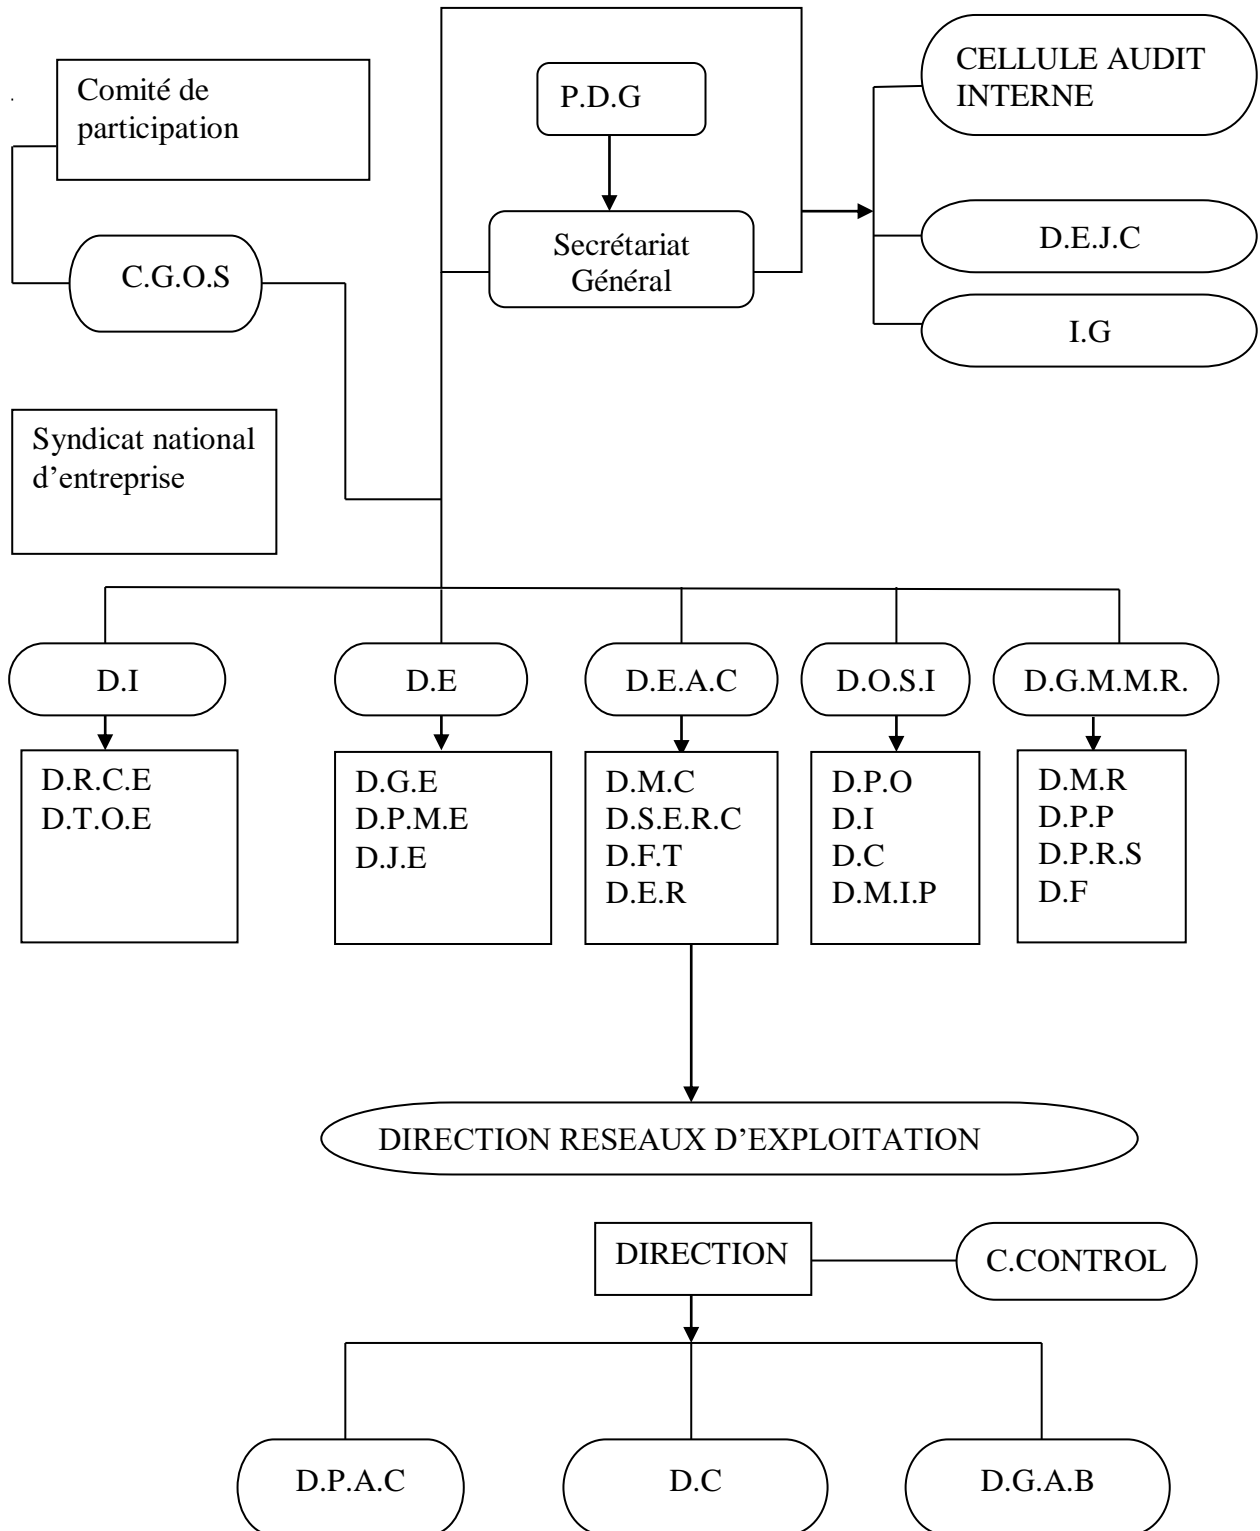 Comité de
participation
P.D.G
CELLULE AUDIT
INTERNE
Secrétariat
Général
D.E.J.C
C.G.O.S
I.G
Syndicat national
d’entreprise
D.I
D.E
D.E.A.C
D.O.S.I
D.G.M.M.R.
D.R.C.E
D.T.O.E
D.G.E
D.P.M.E
D.J.E
D.M.C
D.S.E.R.C
D.F.T
D.E.R
D.P.O
D.I
D.C
D.M.I.P
D.M.R
D.P.P
D.P.R.S
D.F
DIRECTION RESEAUX D’EXPLOITATION
DIRECTION
C.CONTROL
D.P.A.C
D.C
D.G.A.B